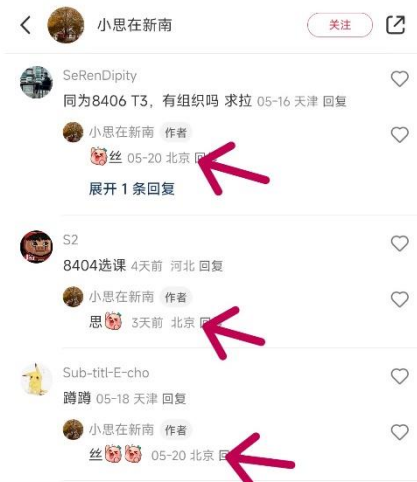 小思在新南
关注
SeRenDipity
同为8406 T3，有组织吗 求拉 05-16 天津 回复
小思在新南 作者
丝 05-20 北京 回
展开 1 条回复
S2
8404选课 4天前 河北 回复
小思在新南 作者
思 3天前 北京 回
Sub-titl-E-cho
蹲蹲 05-18 天津 回复
小思在新南 作者
丝 05-20 北京 回